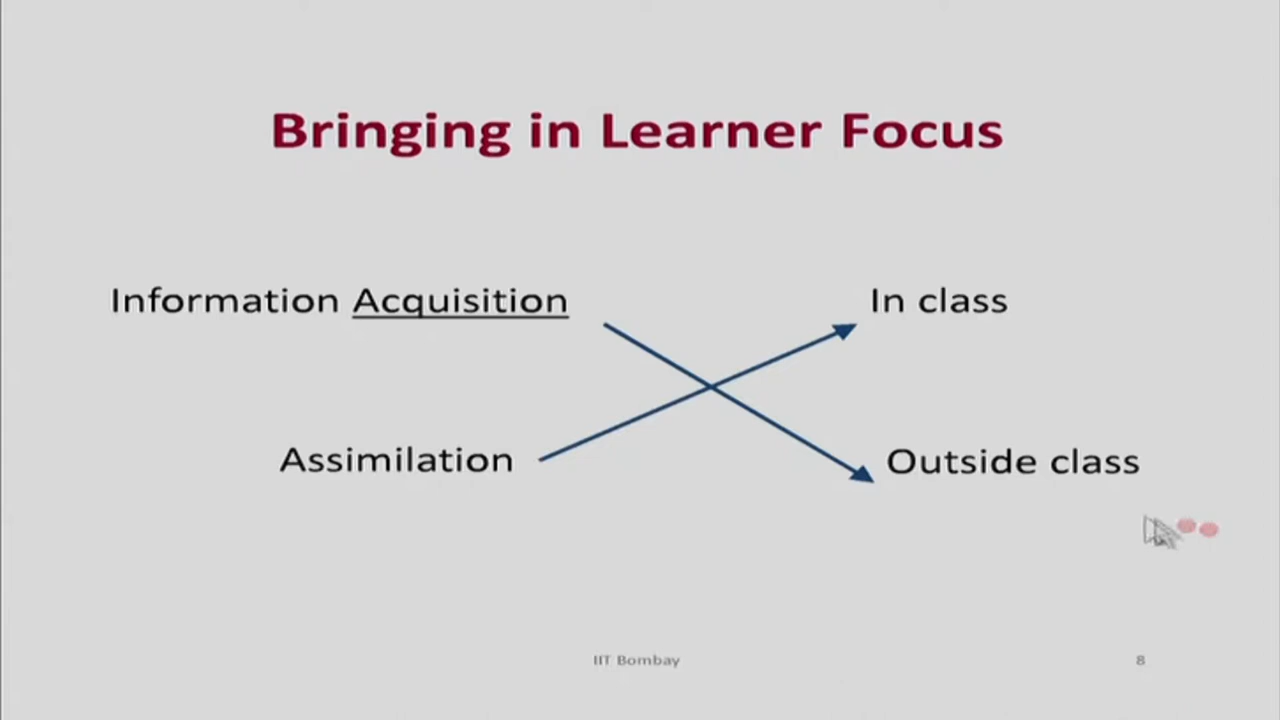 Bringing in Learner Focus
Information Acquisition
In class
Assimilation
Outside class
IIT Bombay
8